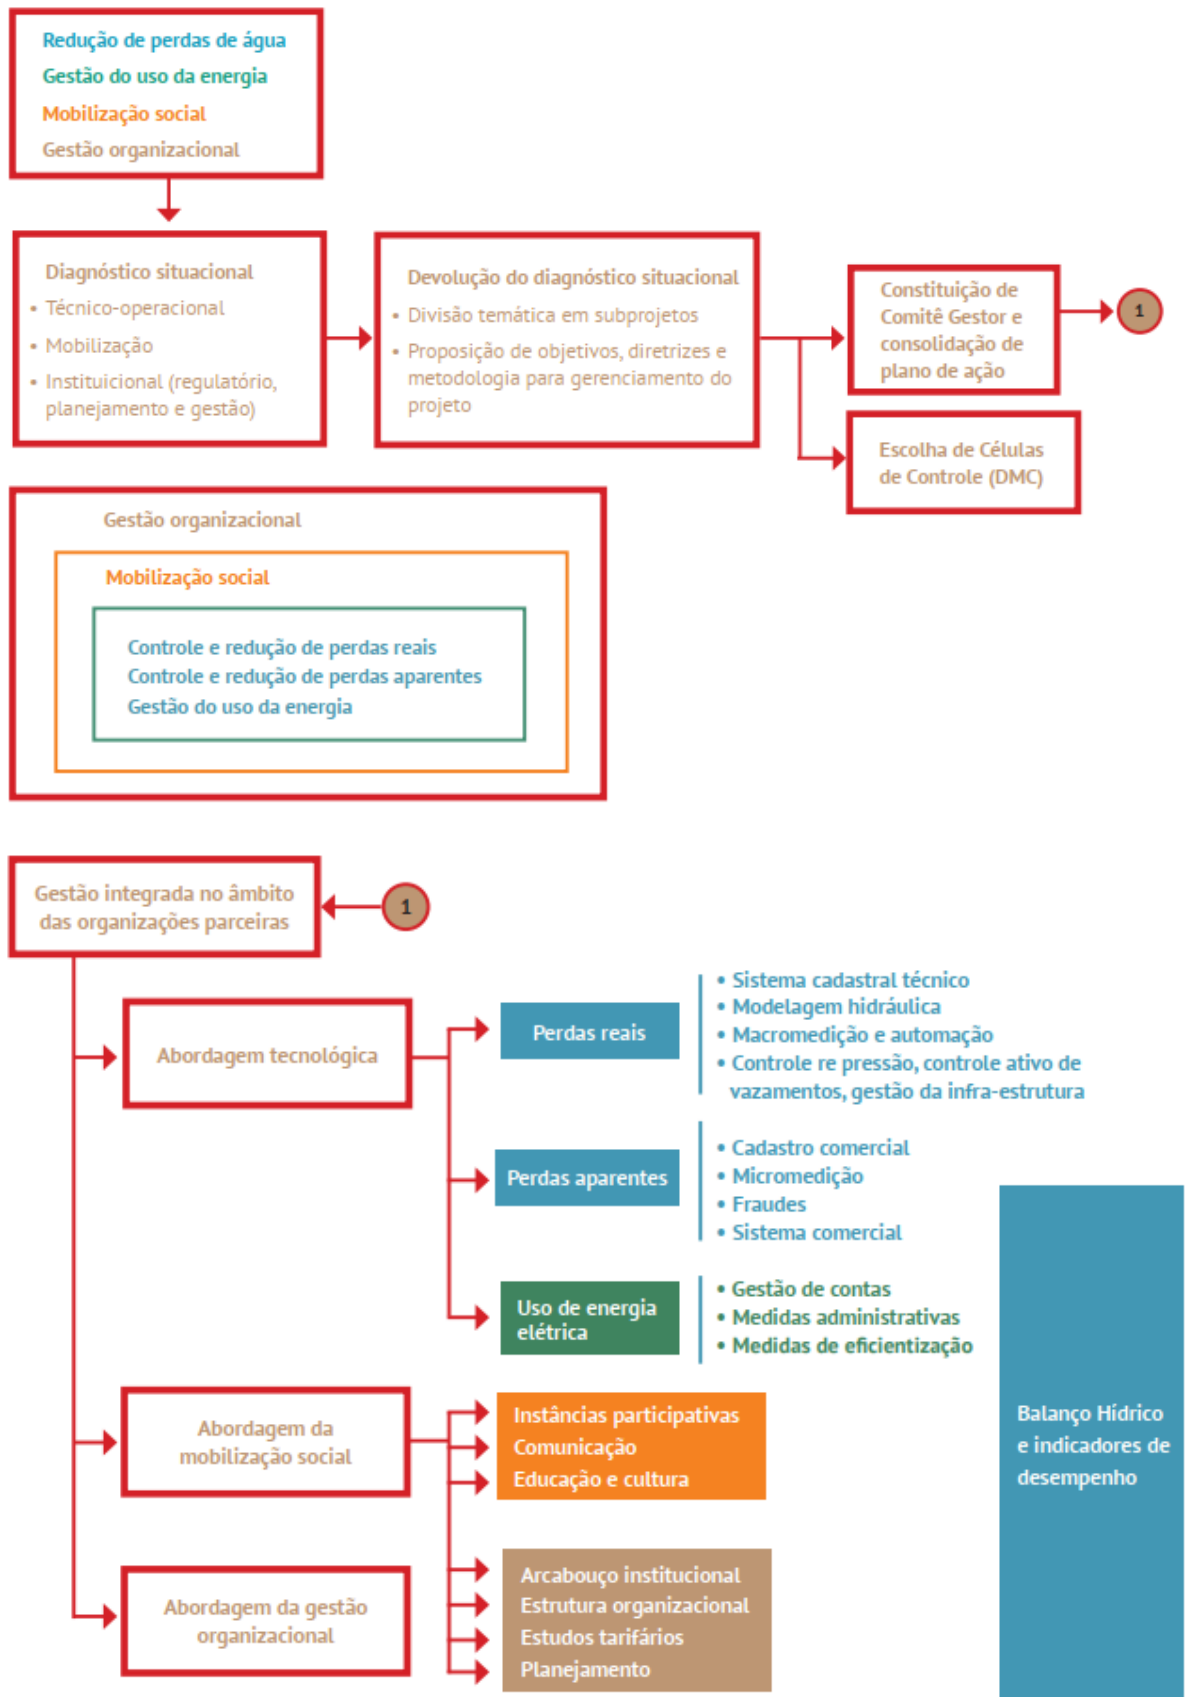 Redução de perdas de água
Gestão do uso da energia
Mobilização social
Gestão organizacional
Diagnóstico situacional
• Técnico-operacional
• Mobilização
• Instituicional (regulatório,
planejamento e gestão)
Devolução do diagnóstico situacional
• Divisão temática em subprojetos
• Proposição de objetivos, diretrizes e
metodologia para gerenciamento do
projeto
Constituição de
Comitê Gestor e
consolidação de
plano de ação
1
Escolha de Células
de Controle (DMC)
Gestão organizacional
Mobilização social
Controle e redução de perdas reais
Controle e redução de perdas aparentes
Gestão do uso da energia
Gestão integrada no âmbito
das organizações parceiras
1
Abordagem tecnológica
Perdas reais
• Sistema cadastral técnico
• Modelagem hidráulica
• Macromedição e automação
• Controle re pressão, controle ativo de
vazamentos, gestão da infra-estrutura
Perdas aparentes
• Cadastro comercial
• Micromedição
• Fraudes
• Sistema comercial
Uso de energia
elétrica
• Gestão de contas
• Medidas administrativas
• Medidas de eficientização
Abordagem da
mobilização social
Instâncias participativas
Comunicação
Educação e cultura
Abordagem da gestão
organizacional
Arcabouço institucional
Estrutura organizacional
Estudos tarifários
Planejamento
Balanço Hídrico
e indicadores de
desempenho